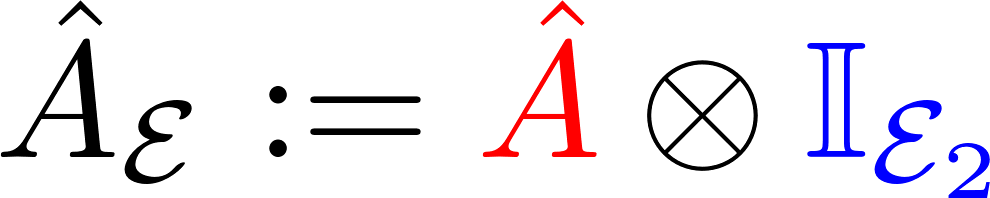 Â_ℰ := Â ⊗ 𝕀_ℰ₂